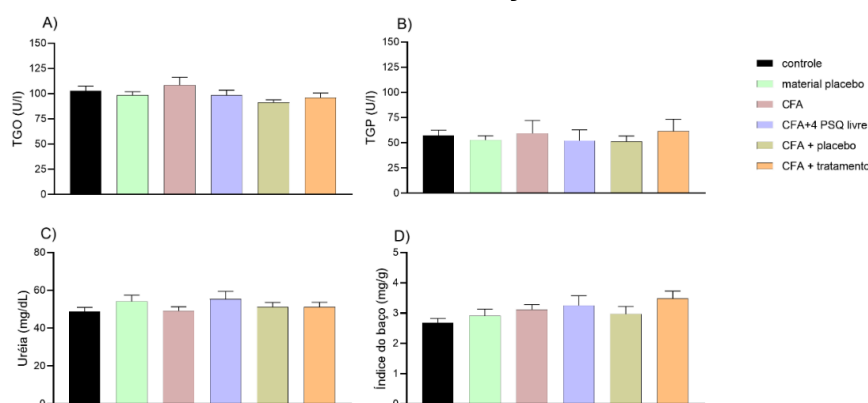 A)
150
125
100
75
50
25
0
TGO (U/l)
B)
150
125
100
75
50
25
0
TGP (U/l)
controle
material placebo
CFA
CFA+4 PSQ livre
CFA + placebo
CFA + tratamento
C)
80
60
40
20
0
Uréia (mg/dL)
D)
5
4
3
2
1
0
Índice do baço (mg/g)